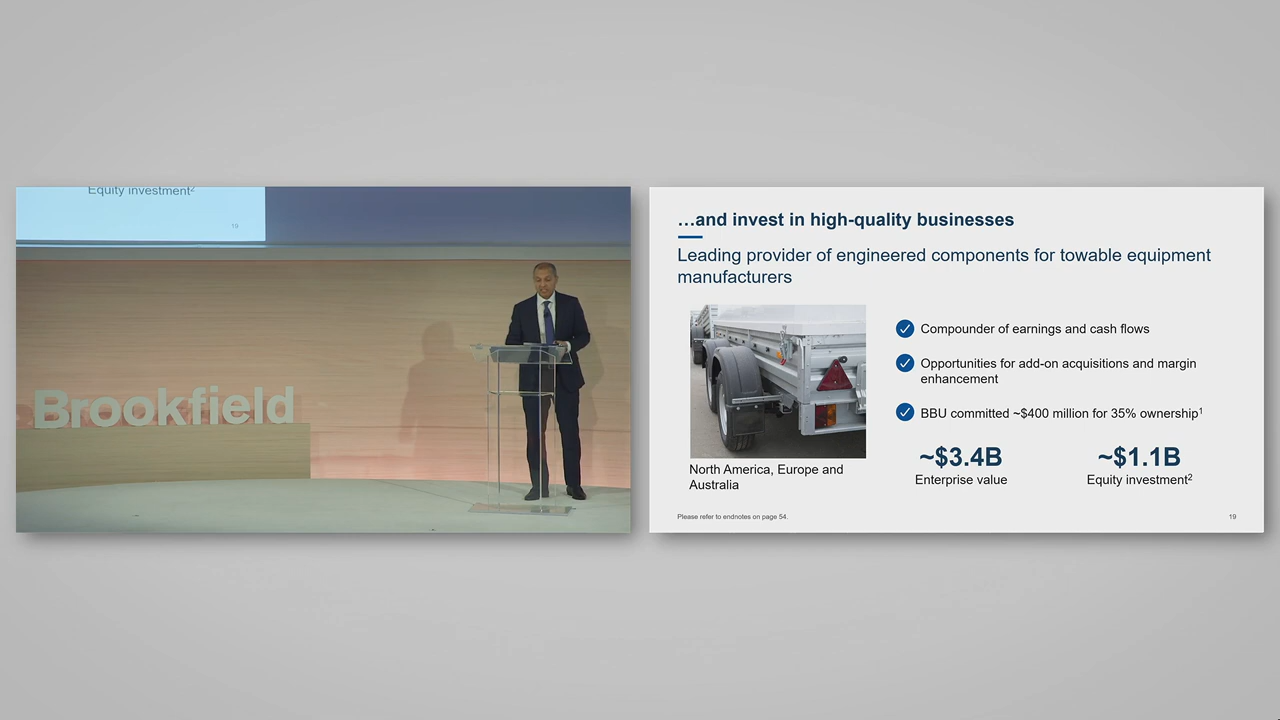 Equity investment2
19
Brookfield
…and invest in high-quality businesses
Leading provider of engineered components for towable equipment
manufacturers
Compounder of earnings and cash flows
Opportunities for add-on acquisitions and margin
enhancement
BBU committed ~$400 million for 35% ownership1
North America, Europe and
Australia
~$3.4B
Enterprise value
~$1.1B
Equity investment2
Please refer to endnotes on page 54.
19